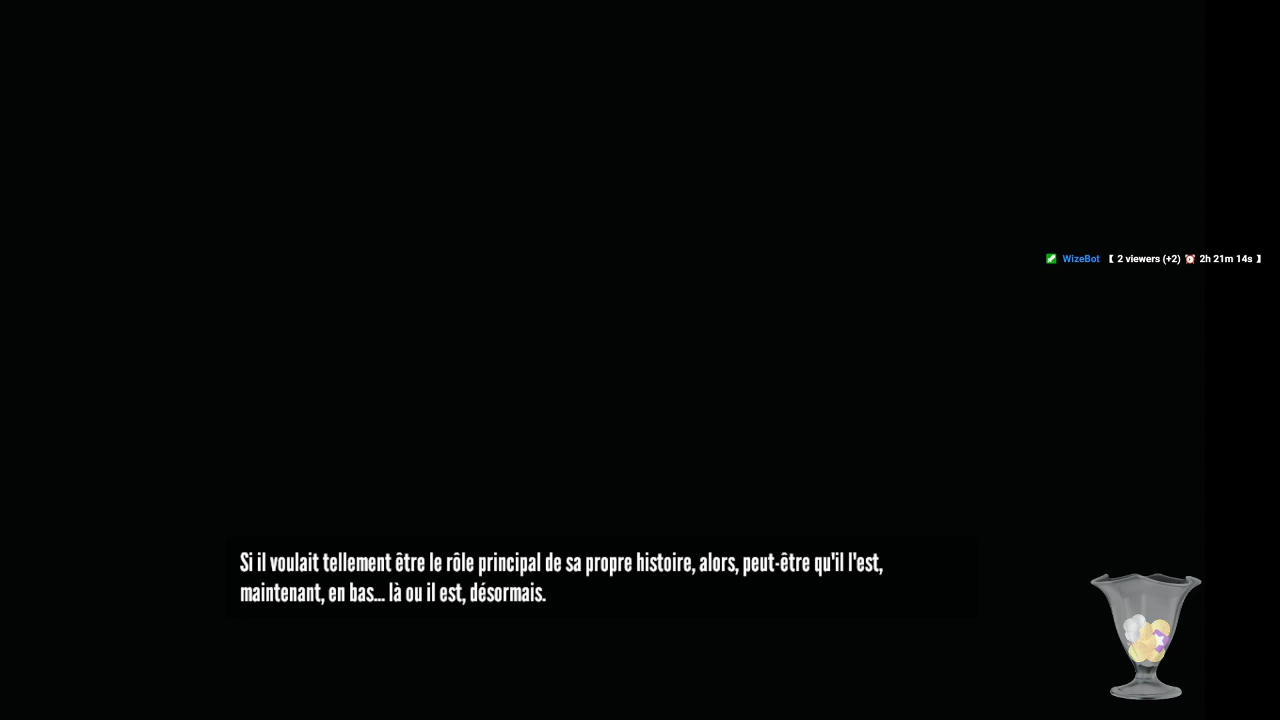 WizeBot 【 2 viewers (+2) ⏰ 2h 21m 14s 】
Si il voulait tellement être le rôle principal de sa propre histoire, alors, peut-être qu'il l'est,
maintenant, en bas... là ou il est, désormais.